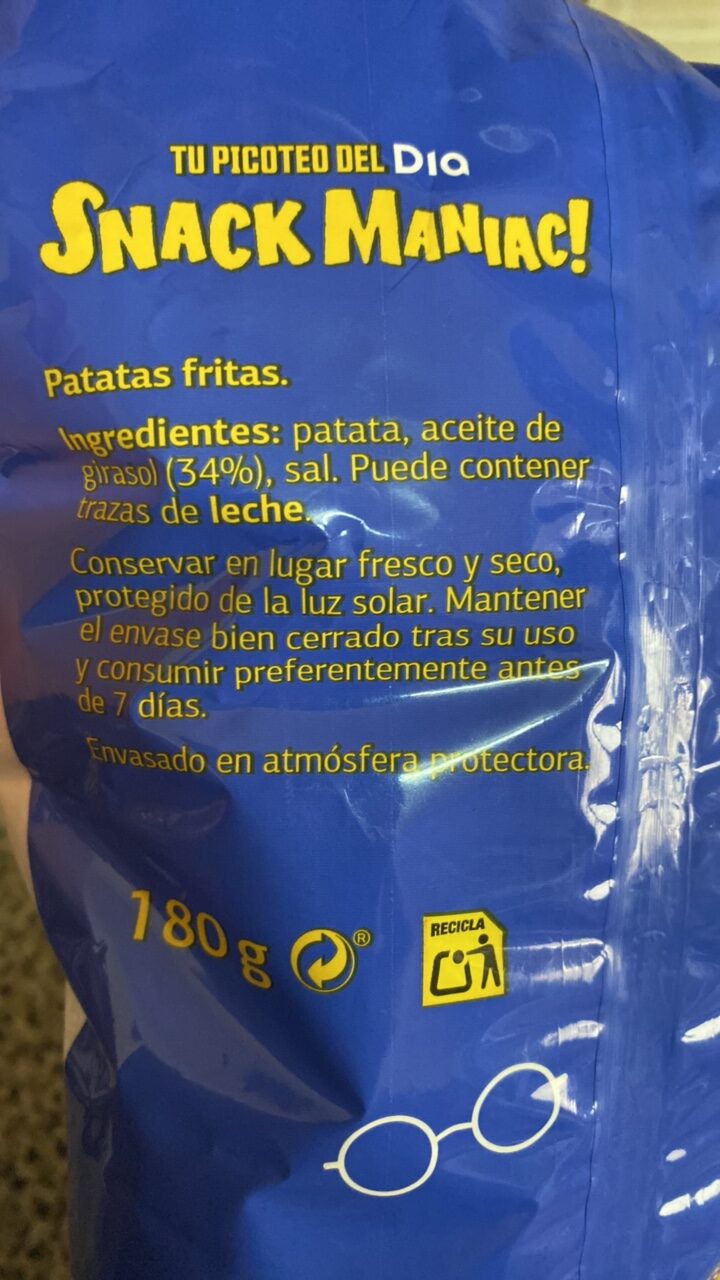 TU PICOTEO DEL Dia
SNACK MANIAC!
Patatas fritas.
Ingredientes: patata, aceite de
girasol (34%), sal. Puede contener
trazas de leche.
Conservar en lugar fresco y seco,
protegido de la luz solar. Mantener
el envase bien cerrado tras su uso
y consumir preferentemente antes
de 7 días.
Envasado en atmósfera protectora.
180 g ®
RECICLA